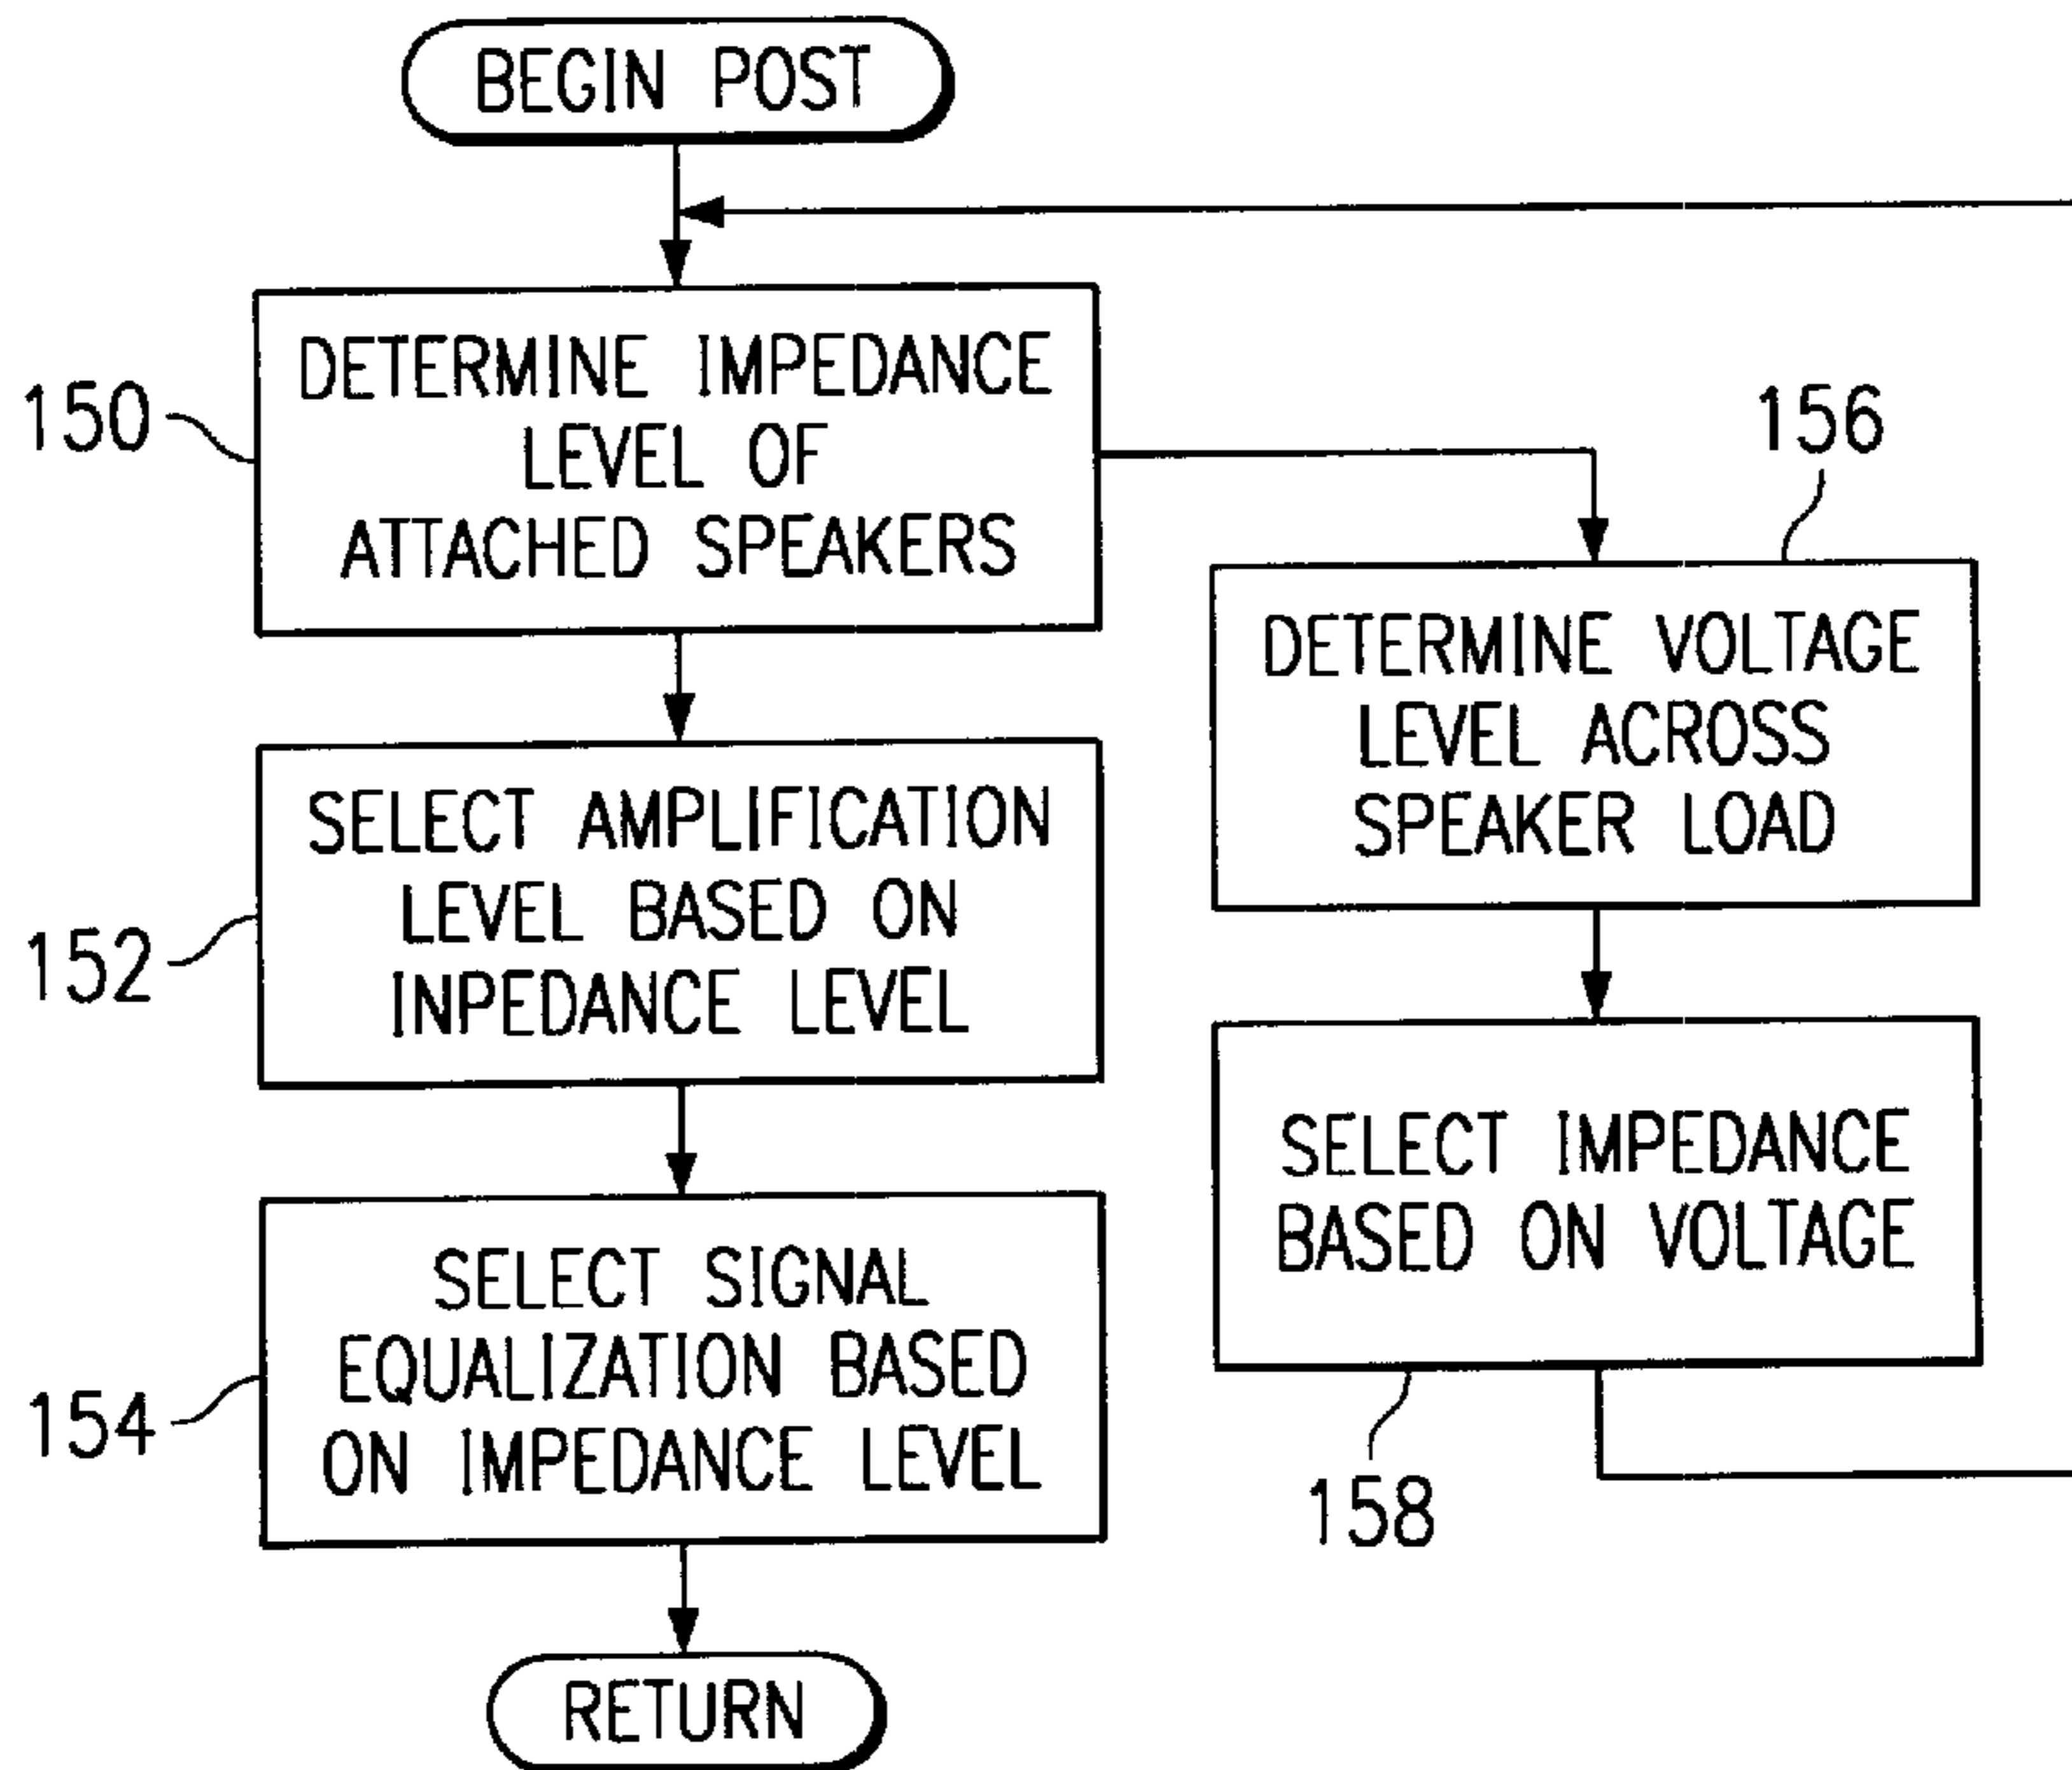 BEGIN POST
150
DETERMINE IMPEDANCE
LEVEL OF
ATTACHED SPEAKERS
152
SELECT AMPLIFICATION
LEVEL BASED ON
INPEDANCE LEVEL
154
SELECT SIGNAL
EQUALIZATION BASED
ON IMPEDANCE LEVEL
RETURN
156
DETERMINE VOLTAGE
LEVEL ACROSS
SPEAKER LOAD
SELECT IMPEDANCE
BASED ON VOLTAGE
158